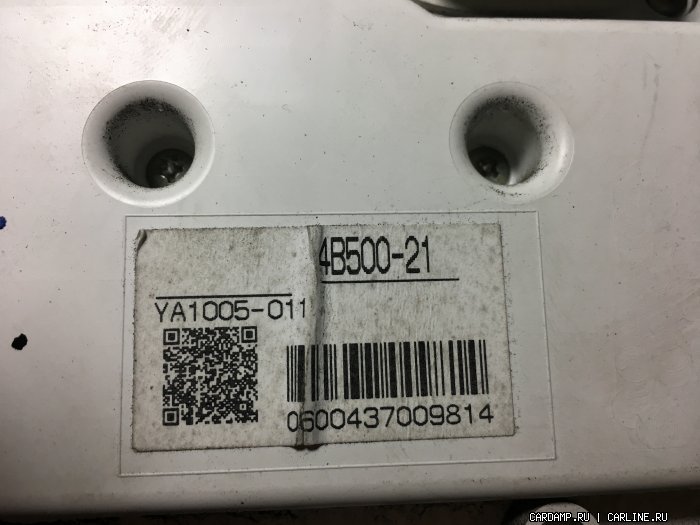 4B500-21
YA1005-011
0600437009814
CARDAMP.RU | CARLINE.RU